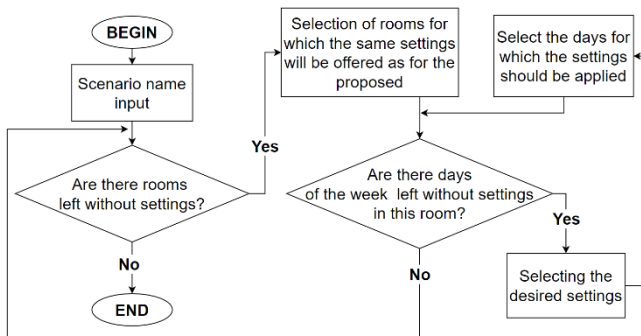 BEGIN
Scenario name
input
Are there rooms
left without settings?
Yes
No
END
Selection of rooms for
which the same settings
will be offered as for the
proposed
Select the days for
which the settings
should be applied
Are there days
of the week left without settings
in this room?
Yes
No
Selecting the
desired settings